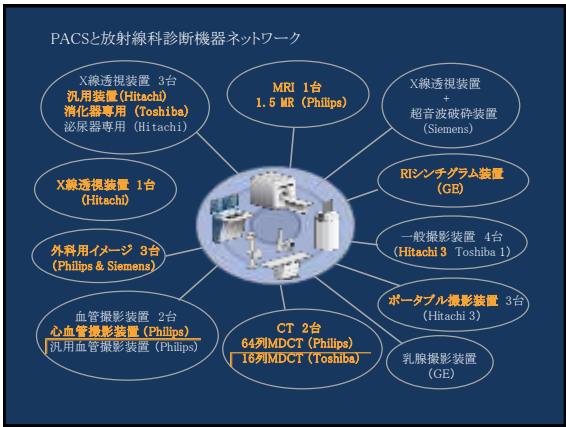 PACSと放射線科診断機器ネットワーク
X線透視装置 3台
汎用装置(Hitachi)
消化器専用 (Toshiba)
泌尿器専用 (Hitachi)
MRI 1台
1.5 MR (Philips)
X線透視装置
+
超音波破砕装置
(Siemens)
X線透視装置 1台
(Hitachi)
RIシンチグラム装置
(GE)
外科用イメージ 3台
(Philips & Siemens)
一般撮影装置 4台
(Hitachi 3 Toshiba 1)
血管撮影装置 2台
心血管撮影装置 (Philips)
汎用血管撮影装置 (Philips)
CT 2台
64列MDCT (Philips)
16列MDCT (Toshiba)
ポータブル撮影装置 3台
(Hitachi 3)
乳腺撮影装置
(GE)